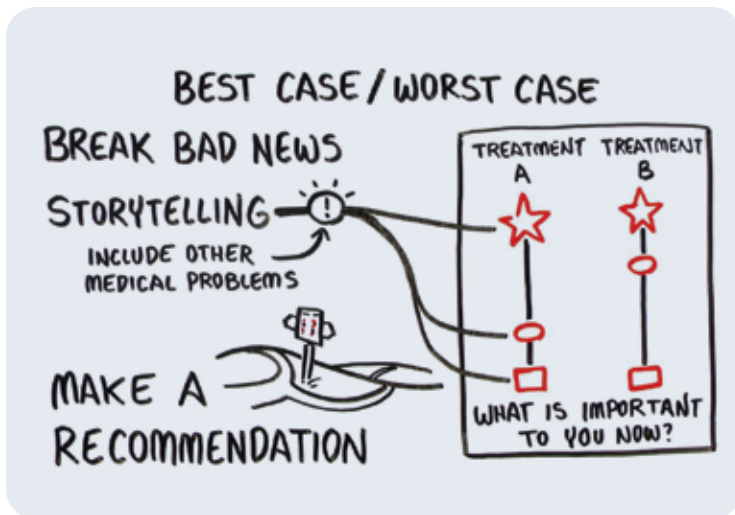 BEST CASE/WORST CASE
BREAK BAD NEWS
STORYTELLING
!
INCLUDE OTHER
MEDICAL PROBLEMS
MAKE A
RECOMMENDATION
TREATMENT TREATMENT
A B
WHAT IS IMPORTANT
TO YOU NOW?